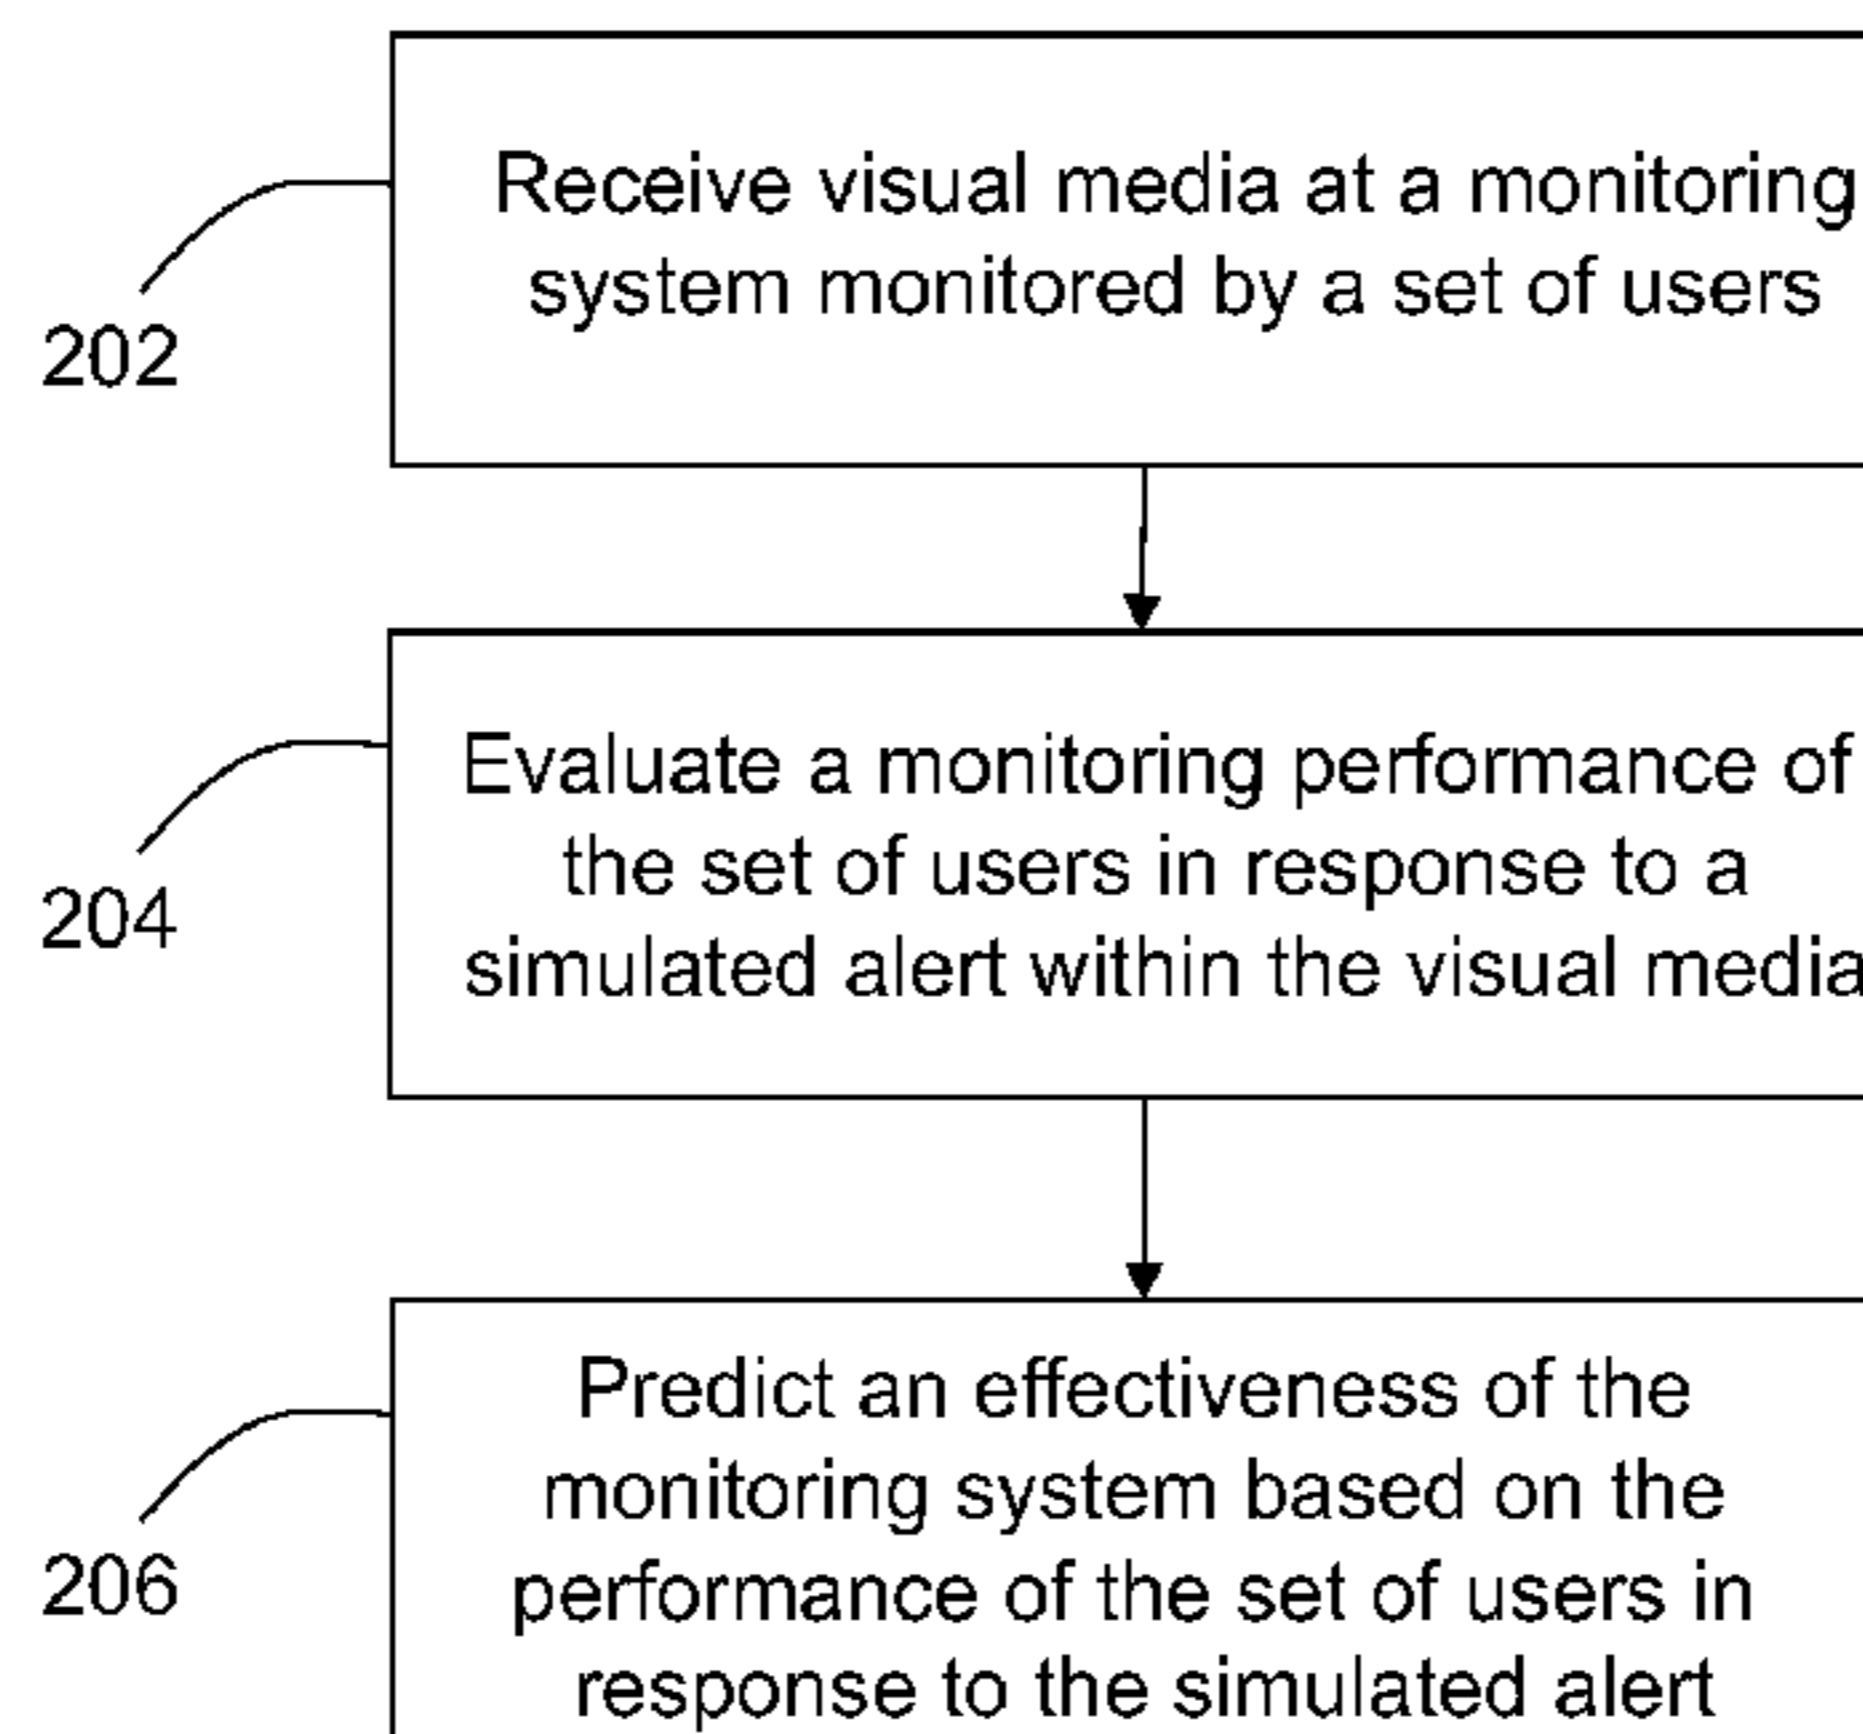 Receive visual media at a monitoring
system monitored by a set of users
202
Evaluate a monitoring performance of
the set of users in response to a
simulated alert within the visual media
204
Predict an effectiveness of the
monitoring system based on the
performance of the set of users in
response to the simulated alert
206